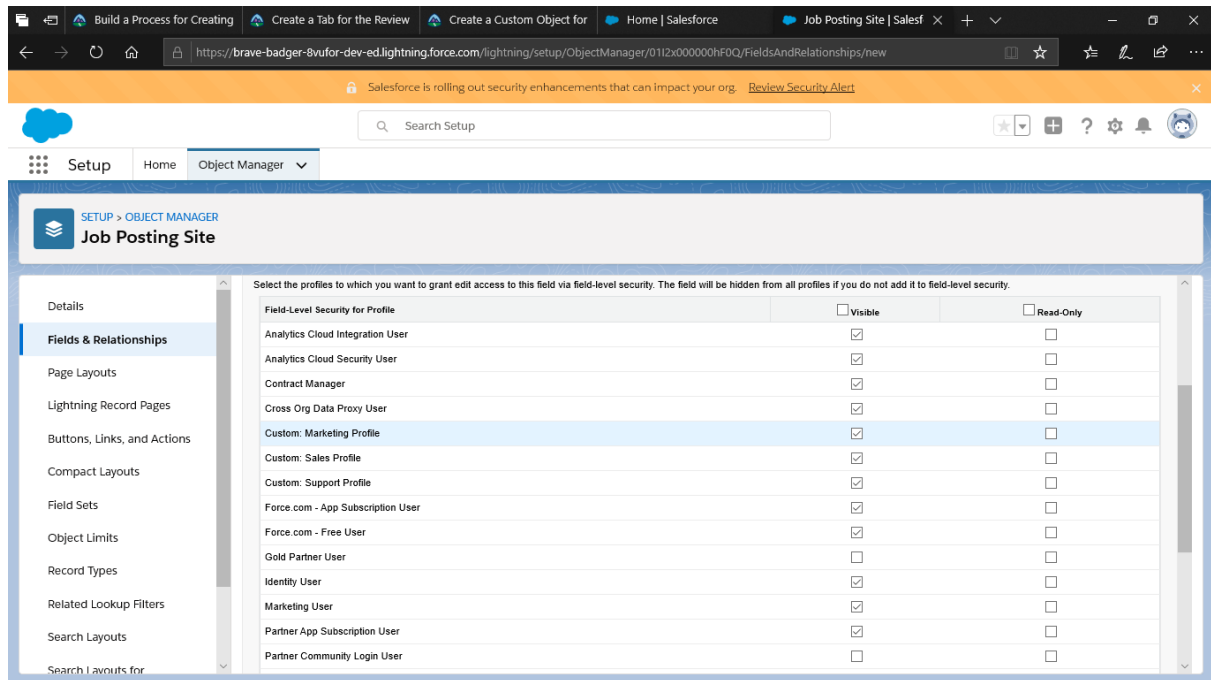 Build a Process for Creating
Create a Tab for the Review
Create a Custom Object for
Home | Salesforce
Job Posting Site | Salesf
https://brave-badger-8vufor-dev-ed.lightning.force.com/lightning/setup/ObjectManager/01I2x000000hF0Q/FieldsAndRelationships/new
Salesforce is rolling out security enhancements that can impact your org. Review Security Alert
Search Setup
Setup Home Object Manager
SETUP > OBJECT MANAGER
Job Posting Site
Details
Fields & Relationships
Page Layouts
Lightning Record Pages
Buttons, Links, and Actions
Compact Layouts
Field Sets
Object Limits
Record Types
Related Lookup Filters
Search Layouts
Search Layouts for
Select the profiles to which you want to grant edit access to this field via field-level security. The field will be hidden from all profiles if you do not add it to field-level security.
Field-Level Security for Profile Visible Read-Only
Analytics Cloud Integration User
Analytics Cloud Security User
Contract Manager
Cross Org Data Proxy User
Custom: Marketing Profile
Custom: Sales Profile
Custom: Support Profile
Force.com - App Subscription User
Force.com - Free User
Gold Partner User
Identity User
Marketing User
Partner App Subscription User
Partner Community Login User